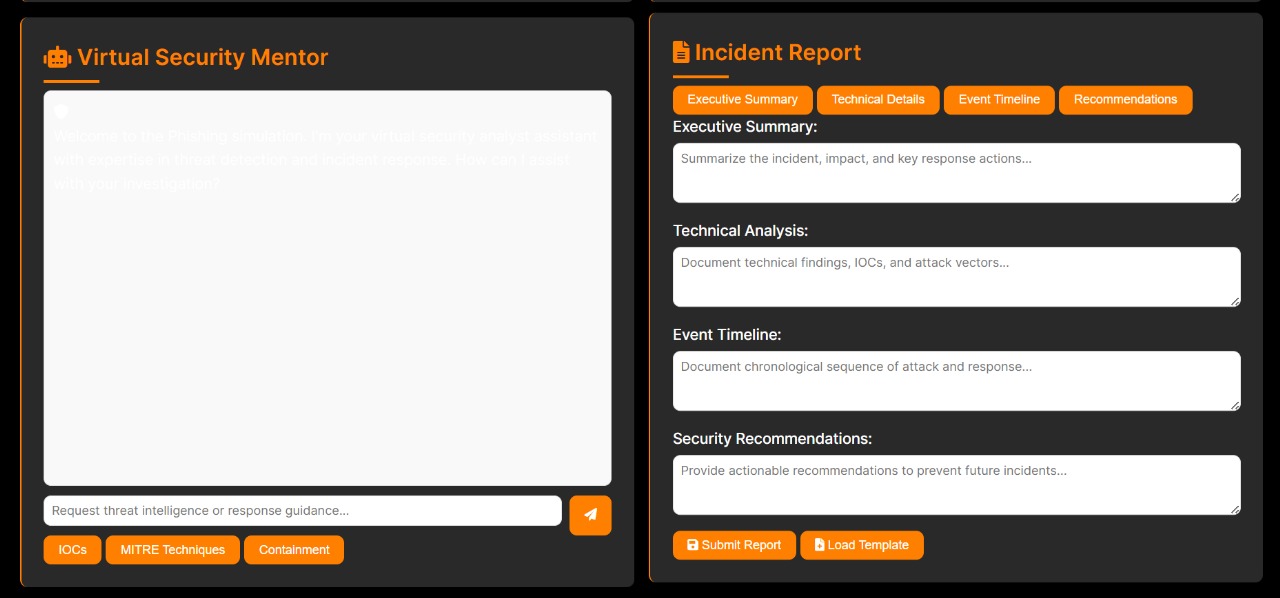 Virtual Security Mentor
Welcome to the Phishing simulation. I'm your virtual security analyst assistant
with expertise in threat detection and incident response. How can I assist
with your investigation?
Request threat intelligence or response guidance...
IOCs
MITRE Techniques
Containment
Incident Report
Executive Summary
Technical Details
Event Timeline
Recommendations
Executive Summary:
Summarize the incident, impact, and key response actions...
Technical Analysis:
Document technical findings, IOCs, and attack vectors...
Event Timeline:
Document chronological sequence of attack and response...
Security Recommendations:
Provide actionable recommendations to prevent future incidents...
Submit Report
Load Template